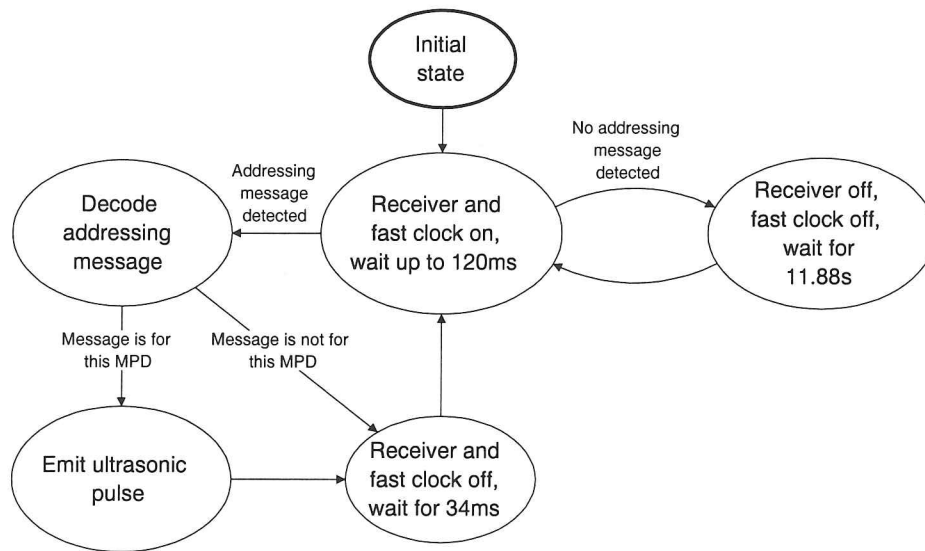 Initial
state
No addressing
message
detected
Addressing
message
detected
Decode
addressing
message
Receiver and
fast clock on,
wait up to 120ms
Receiver off,
fast clock off,
wait for
11.88s
Message is for
this MPD
Message is not for
this MPD
Emit ultrasonic
pulse
Receiver and
fast clock off,
wait for 34ms